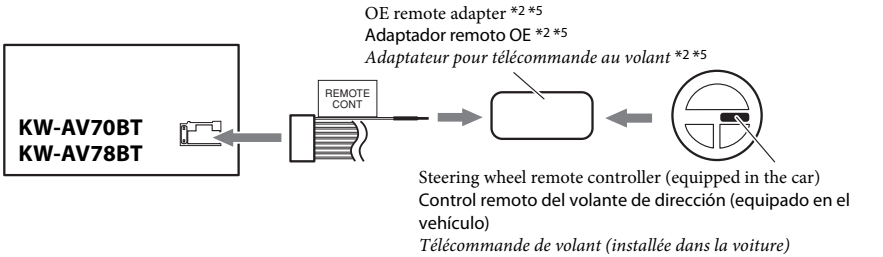 OE remote adapter *2 *5
Adaptador remoto OE *2 *5
Adaptateur pour télécommande au volant *2 *5
REMOTE
CONT
KW-AV70BT
KW-AV78BT
Steering wheel remote controller (equipped in the car)
Control remoto del volante de dirección (equipado en el
vehículo)
Télécommande de volant (installée dans la voiture)